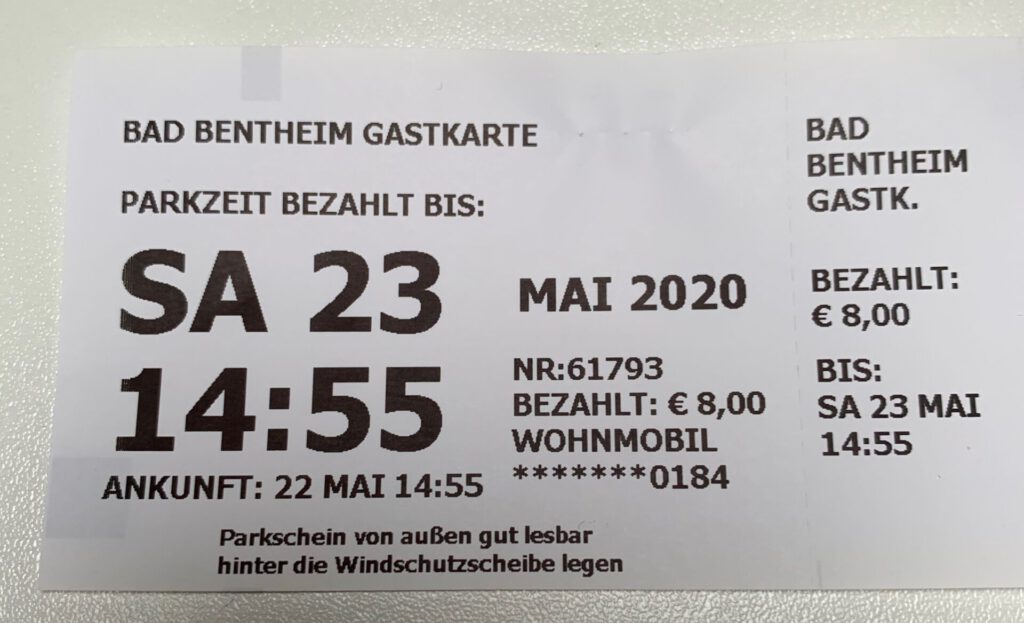 BAD BENTHEIM GASTKARTE
PARKZEIT BEZAHLT BIS:
SA 23 MAI 2020
14:55
NR:61793
BEZAHLT: € 8,00
WOHNMOBIL
*******0184
ANKUNFT: 22 MAI 14:55
Parkschein von außen gut lesbar
hinter die Windschutzscheibe legen
BAD
BENTHEIM
GASTK.
BEZAHLT:
€ 8,00
BIS:
SA 23 MAI
14:55